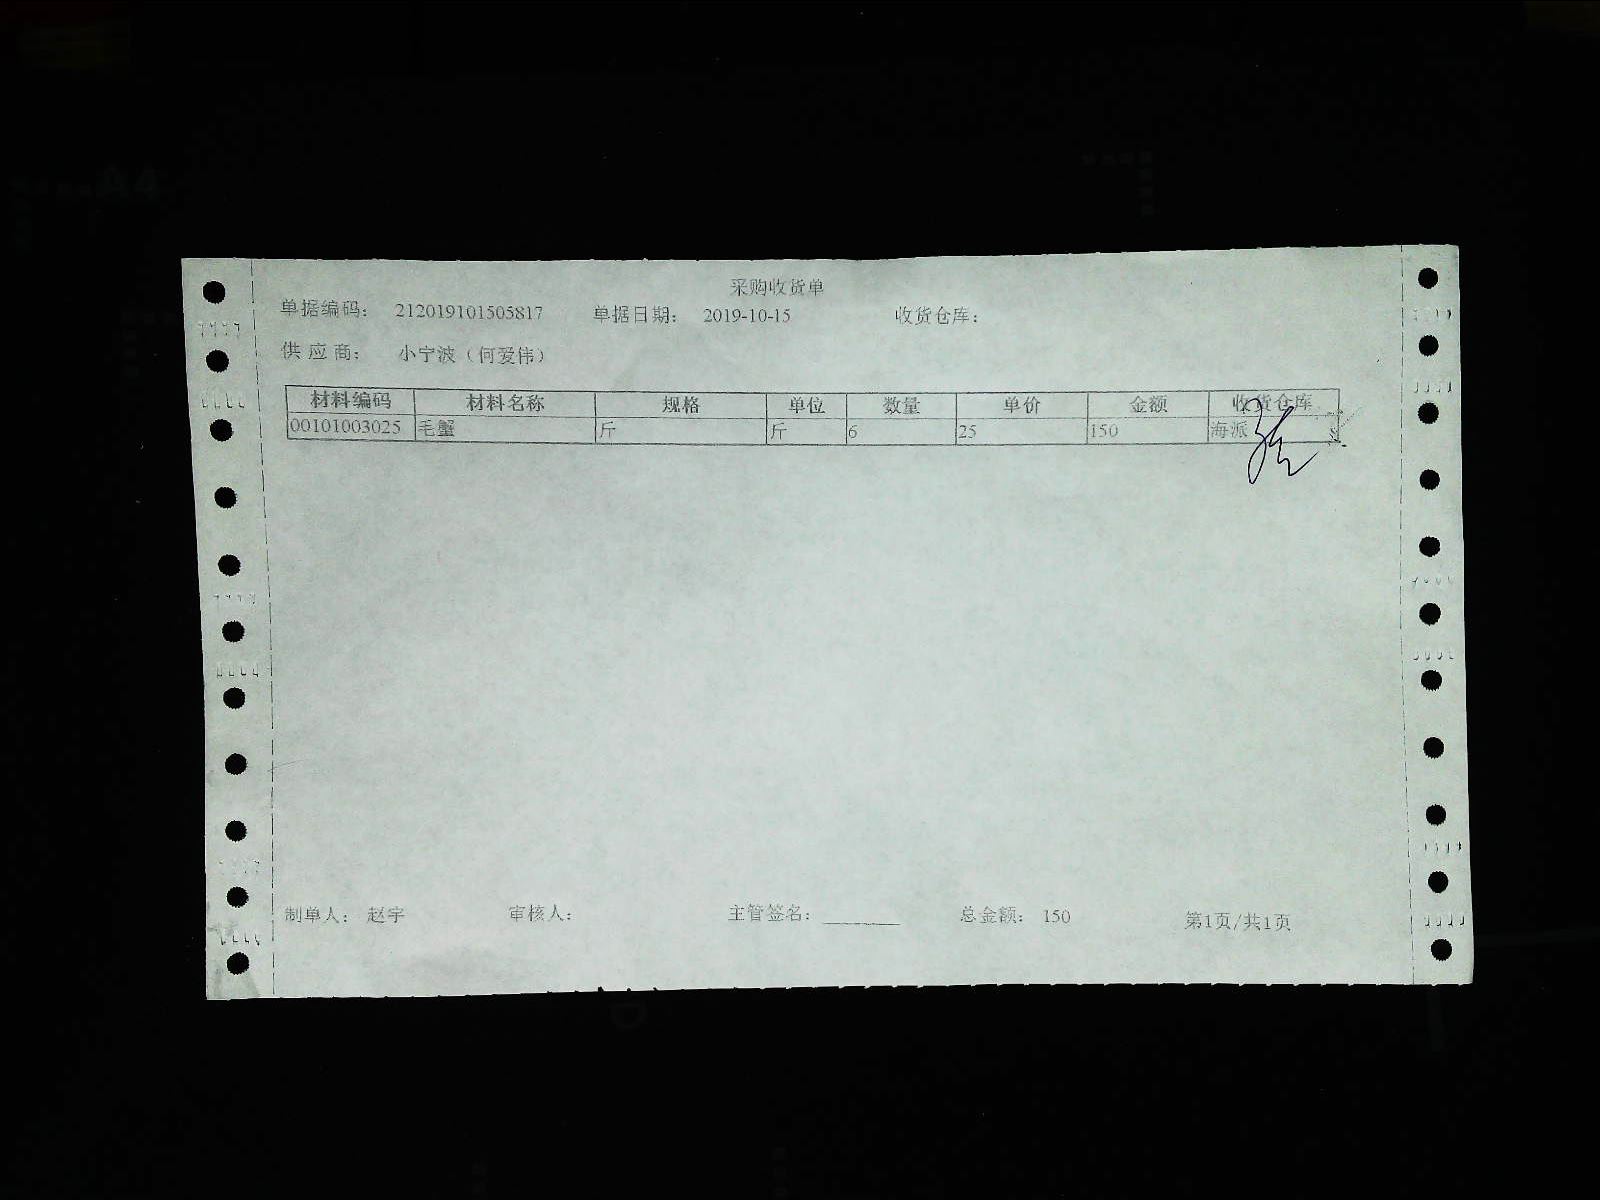 采购收货单
单据编码: 212019101505817 单据日期: 2019-10-15 收货仓库:
供应商: 小宁波（何爱伟）
材料编码 材料名称 规格 单位 数量 单价 金额 收货仓库
00101003025 毛蟹 斤 斤 6 25 150 海派
制单人: 赵宇 审核人: 主管签名: 总金额: 150 第1页/共1页